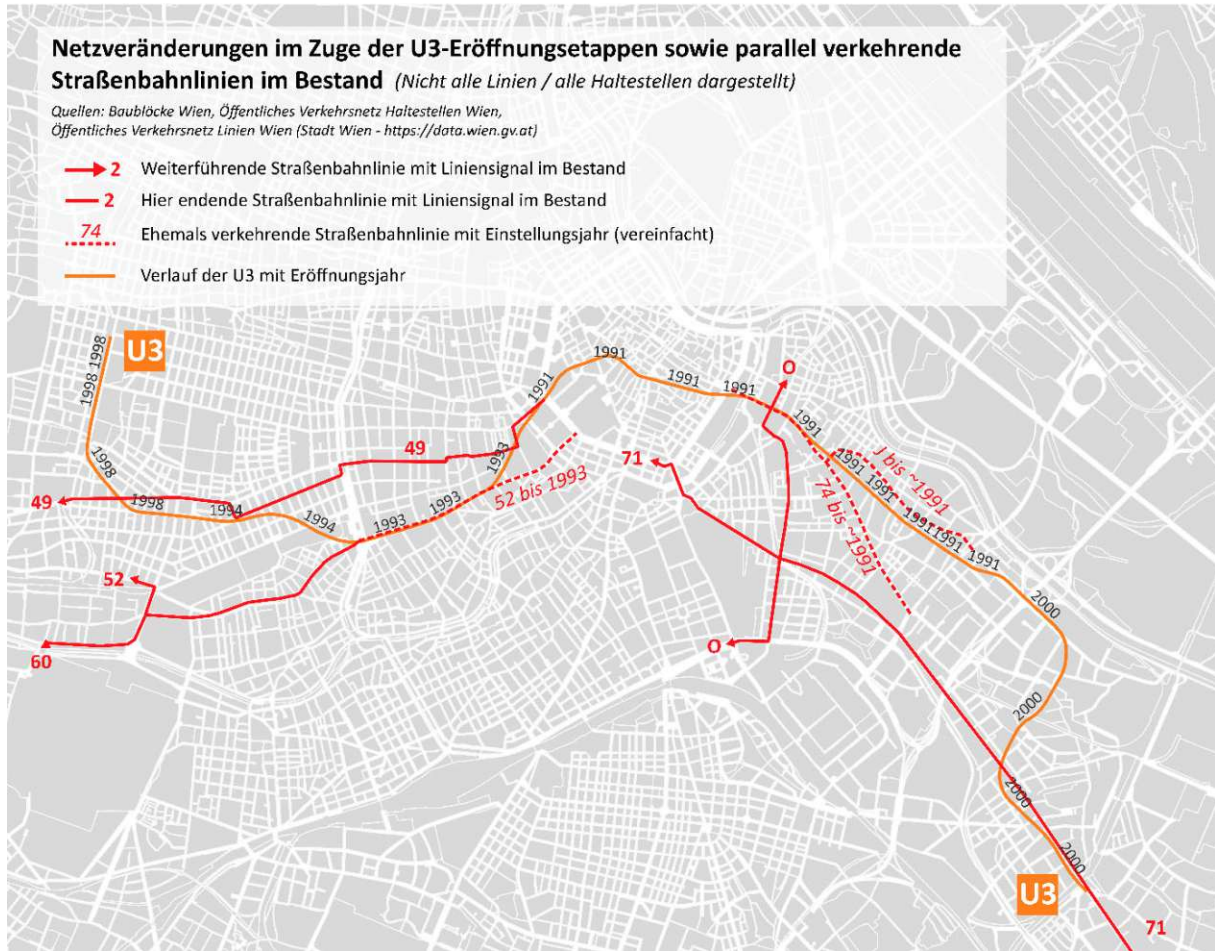 Netzveränderungen im Zuge der U3-Eröffnungsetappen sowie parallel verkehrende
Straßenbahnlinien im Bestand (Nicht alle Linien / alle Haltestellen dargestellt)
Quellen: Baublöcke Wien, Öffentliches Verkehrsnetz Haltestellen Wien,
Öffentliches Verkehrsnetz Linien Wien (Stadt Wien - https://data.wien.gv.at)
2 Weiterführende Straßenbahnlinie mit Liniensignal im Bestand
2 Hier endende Straßenbahnlinie mit Liniensignal im Bestand
74 Ehemals verkehrende Straßenbahnlinie mit Einstellungsjahr (vereinfacht)
Verlauf der U3 mit Eröffnungsjahr
U3
1998
1998
1998
1998
1994
1994
1993
1993
1993
1991
1991
1991
1991
1991
1991
1991
1991
1991
1991
2000
2000
2000
2000
49
49
52 bis 1993
52
60
71
O
O
74 bis ~1991
J bis ~1991
U3
71